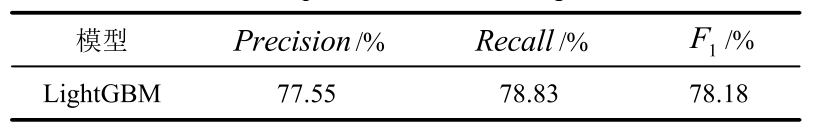 模型 Precision/% Recall/% F1/%
LightGBM 77.55 78.83 78.18